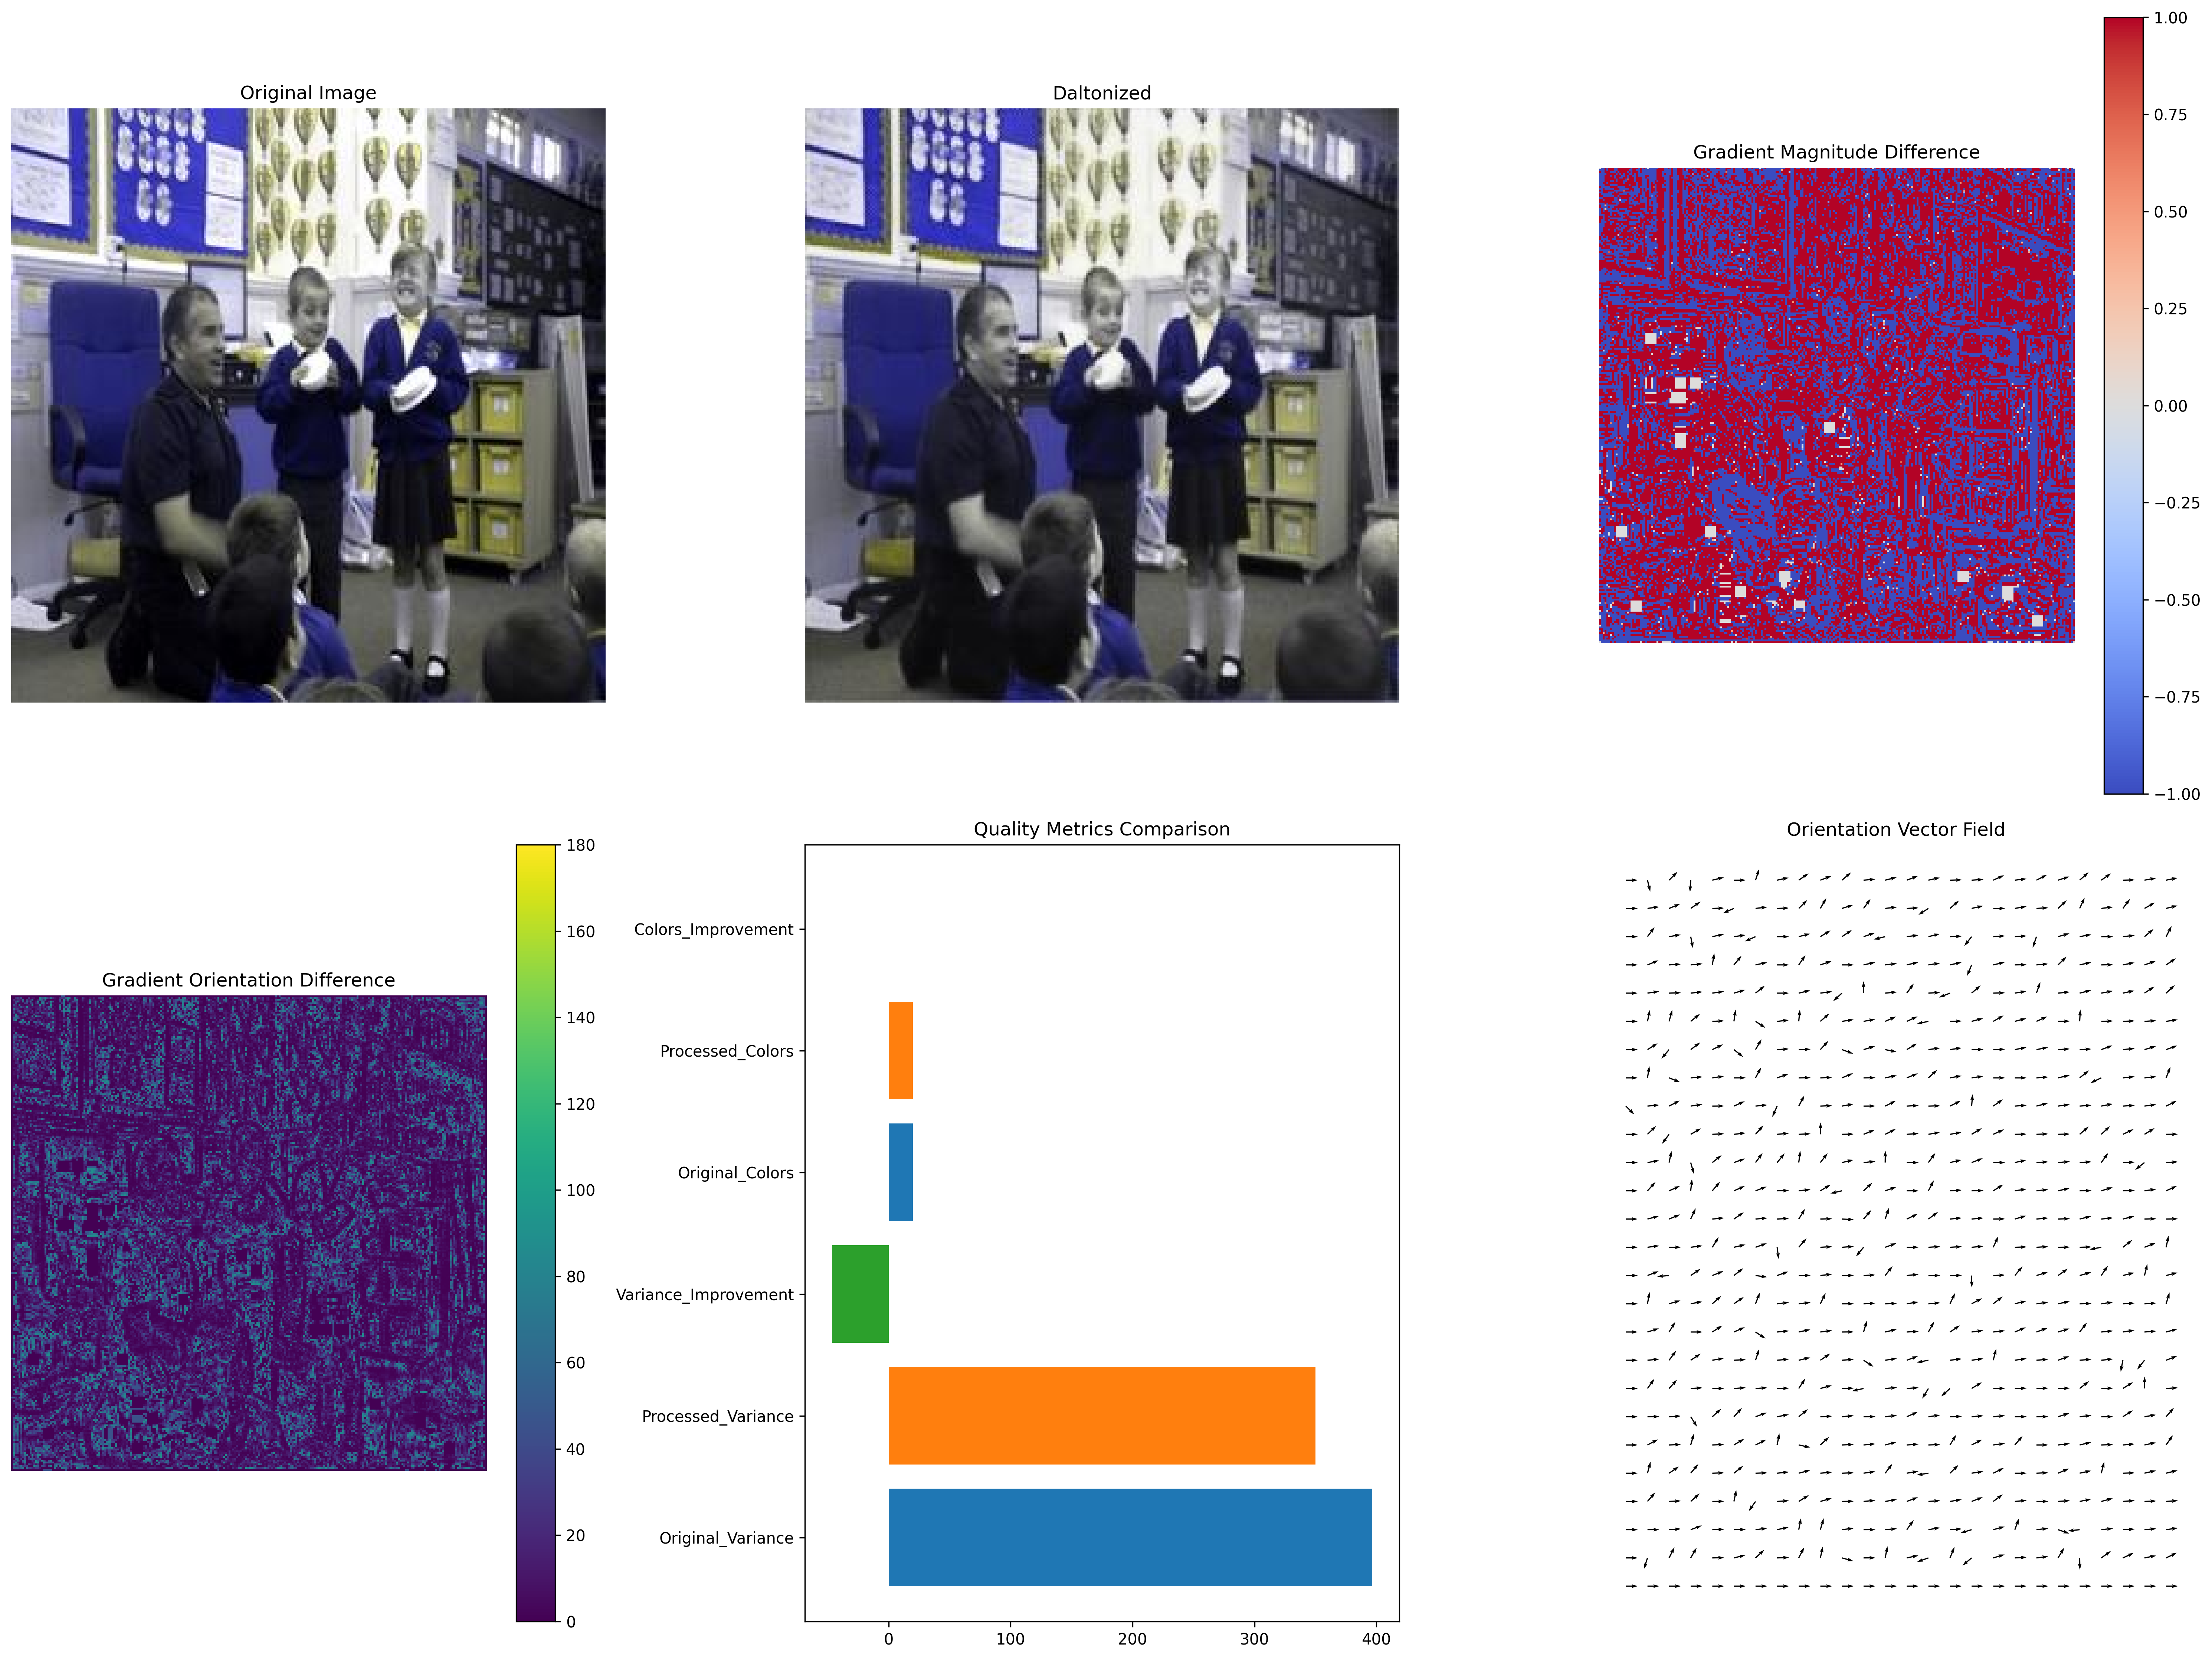 Original Image
Daltonized
Gradient Magnitude Difference
1.00
0.75
0.50
0.25
0.00
−0.25
−0.50
−0.75
−1.00
Gradient Orientation Difference
180
160
140
120
100
80
60
40
20
0
Quality Metrics Comparison
Colors_Improvement
Processed_Colors
Original_Colors
Variance_Improvement
Processed_Variance
Original_Variance
0 100 200 300 400
Orientation Vector Field